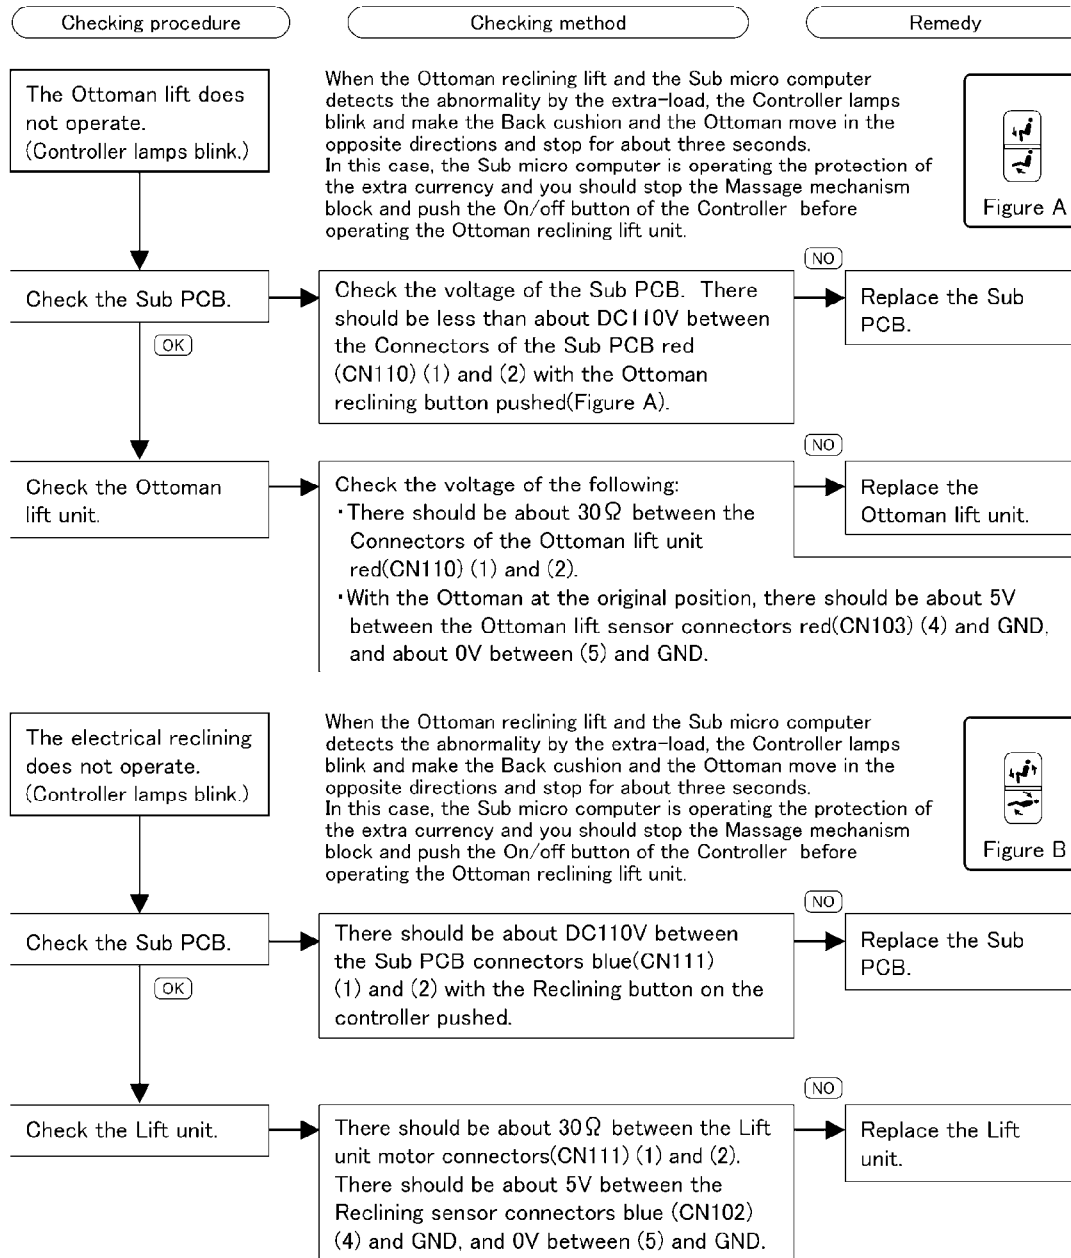 Checking procedure
Checking method
Remedy
The Ottoman lift does
not operate.
(Controller lamps blink.)
When the Ottoman reclining lift and the Sub micro computer
detects the abnormality by the extra-load, the Controller lamps
blink and make the Back cushion and the Ottoman move in the
opposite directions and stop for about three seconds.
In this case, the Sub micro computer is operating the protection of
the extra currency and you should stop the Massage mechanism
block and push the On/off button of the Controller before
operating the Ottoman reclining lift unit.
Figure A
Check the Sub PCB.
OK
Check the voltage of the Sub PCB. There
should be less than about DC110V between
the Connectors of the Sub PCB red
(CN110) (1) and (2) with the Ottoman
reclining button pushed(Figure A).
NO
Replace the Sub
PCB.
Check the Ottoman
lift unit.
Check the voltage of the following:
・There should be about 30Ω between the
Connectors of the Ottoman lift unit
red(CN110) (1) and (2).
・With the Ottoman at the original position, there should be about 5V
between the Ottoman lift sensor connectors red(CN103) (4) and GND,
and about 0V between (5) and GND.
NO
Replace the
Ottoman lift unit.
The electrical reclining
does not operate.
(Controller lamps blink.)
When the Ottoman reclining lift and the Sub micro computer
detects the abnormality by the extra-load, the Controller lamps
blink and make the Back cushion and the Ottoman move in the
opposite directions and stop for about three seconds.
In this case, the Sub micro computer is operating the protection of
the extra currency and you should stop the Massage mechanism
block and push the On/off button of the Controller before
operating the Ottoman reclining lift unit.
Figure B
Check the Sub PCB.
OK
There should be about DC110V between
the Sub PCB connectors blue(CN111)
(1) and (2) with the Reclining button on the
controller pushed.
NO
Replace the Sub
PCB.
Check the Lift unit.
There should be about 30Ω between the Lift
unit motor connectors(CN111) (1) and (2).
There should be about 5V between the
Reclining sensor connectors blue (CN102)
(4) and GND, and 0V between (5) and GND.
NO
Replace the Lift
unit.